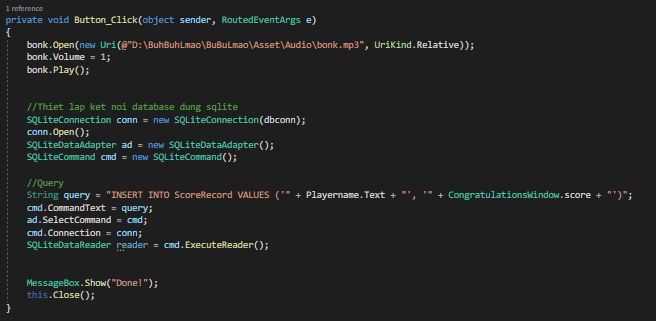 1 reference
private void Button_Click(object sender, RoutedEventArgs e)
{
bonk.Open(new Uri(@"D:\BuhBuhLmao\BuBuLmao\Asset\Audio\bonk.mp3", UriKind.Relative));
bonk.Volume = 1;
bonk.Play();
//Thiet lap ket noi database dung sqlite
SQLiteConnection conn = new SQLiteConnection(dbconn);
conn.Open();
SQLiteDataAdapter ad = new SQLiteDataAdapter();
SQLiteCommand cmd = new SQLiteCommand();
//Query
String query = "INSERT INTO ScoreRecord VALUES ('" + Playername.Text + "', '" + CongratulationsWindow.score + "')";
cmd.CommandText = query;
ad.SelectCommand = cmd;
cmd.Connection = conn;
SQLiteDataReader reader = cmd.ExecuteReader();
MessageBox.Show("Done!");
this.Close();
}